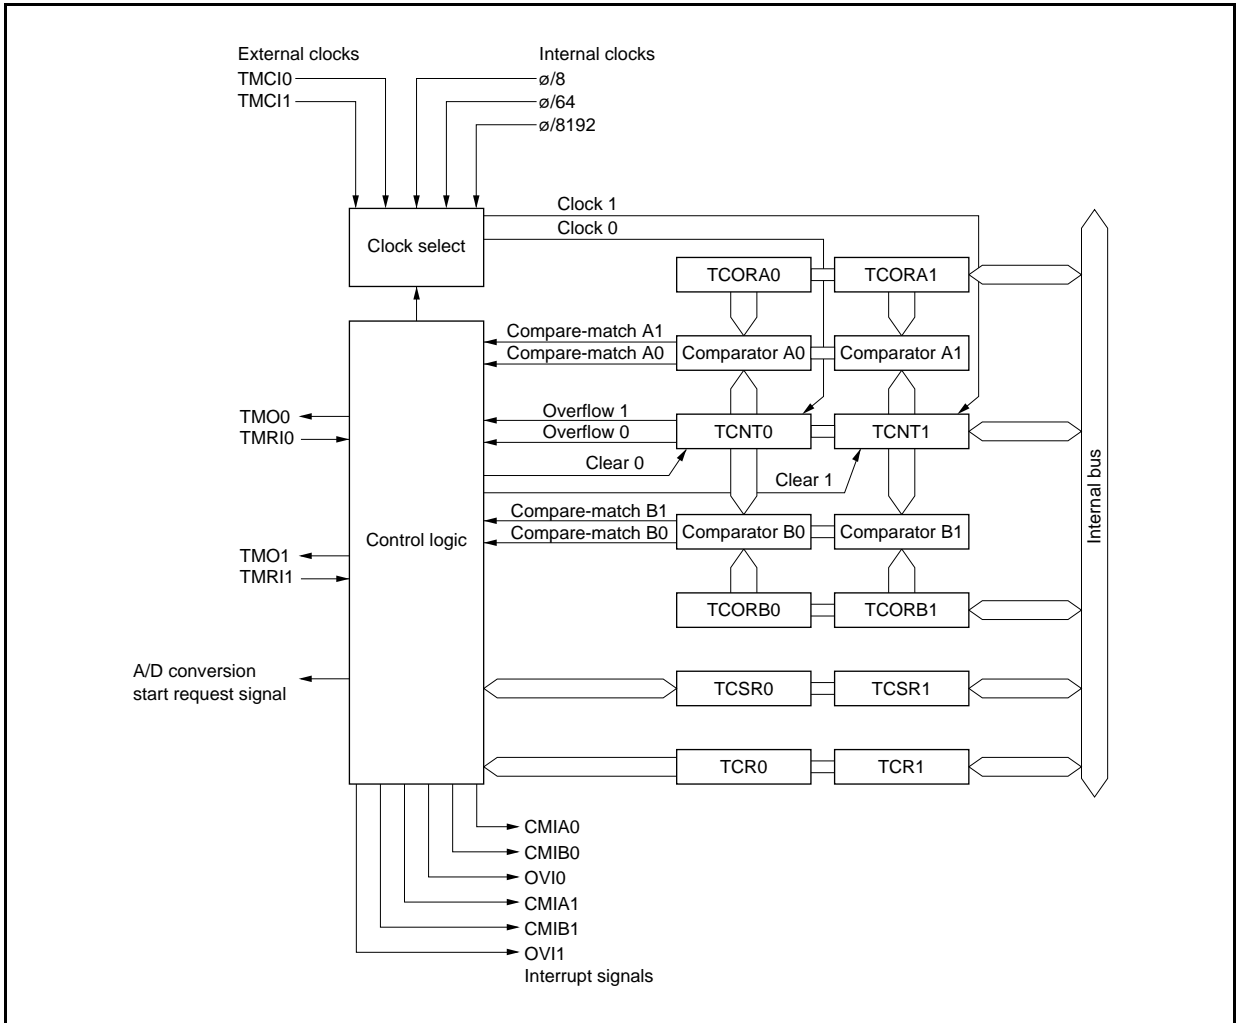 External clocks
Internal clocks
TMCI0
ø/8
TMCI1
ø/64
ø/8192
Clock 1
Clock 0
Clock select
TCORA0
TCORA1
Compare-match A1
Compare-match A0
Comparator A0
Comparator A1
TMO0
TMRI0
Overflow 1
Overflow 0
TCNT0
TCNT1
Clear 0
Clear 1
Internal bus
Compare-match B1
Compare-match B0
Comparator B0
Comparator B1
Control logic
TMO1
TMRI1
TCORB0
TCORB1
A/D conversion
start request signal
TCSR0
TCSR1
TCR0
TCR1
CMIA0
CMIB0
OVI0
CMIA1
CMIB1
OVI1
Interrupt signals